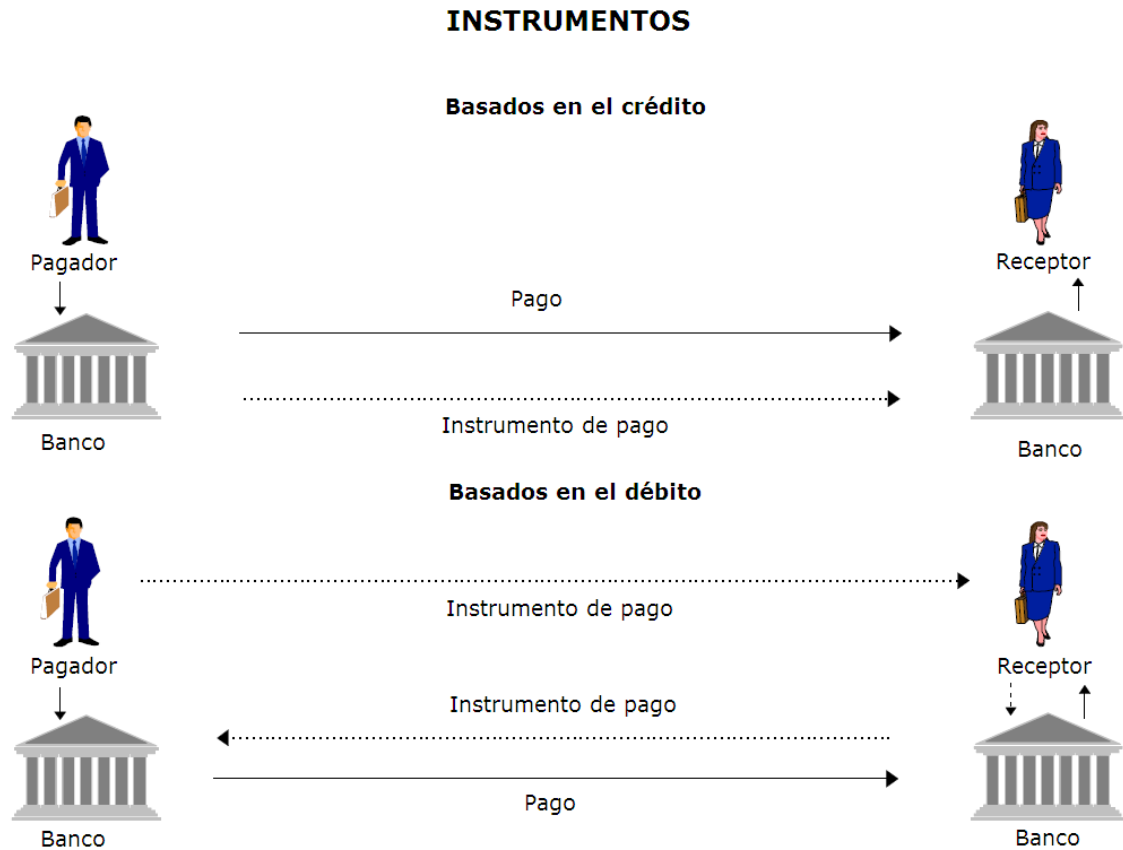 INSTRUMENTOS
Basados en el crédito
Pagador
Receptor
Pago
Instrumento de pago
Banco
Banco
Basados en el débito
Instrumento de pago
Pagador
Receptor
Instrumento de pago
Pago
Banco
Banco